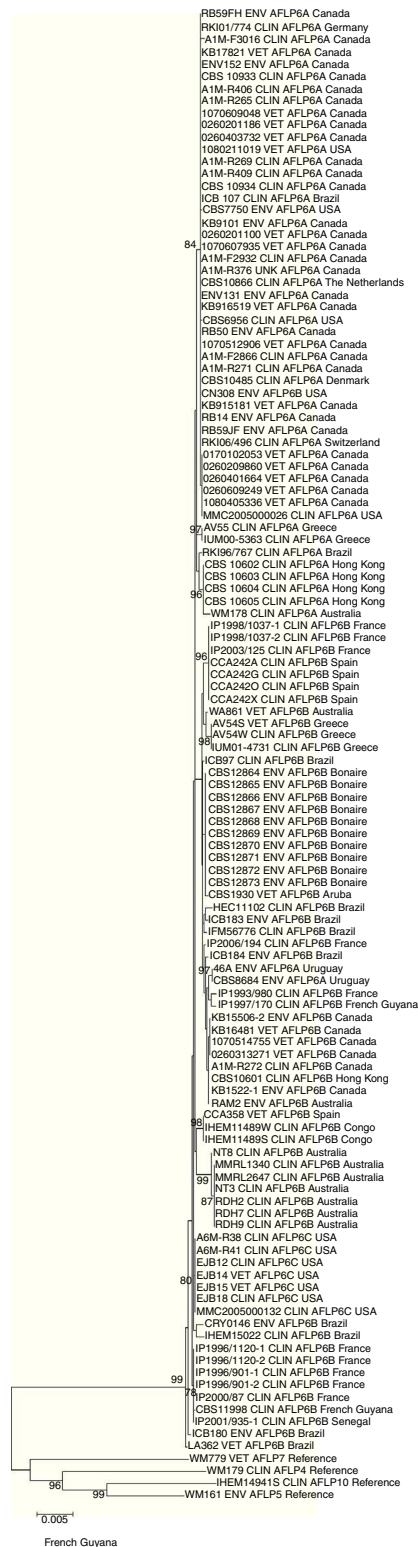 RB59FH ENV AFLP6A Canada
RKI01/774 CLIN AFLP6A Germany
A1M-F3016 CLIN AFLP6A Canada
KB17821 VET AFLP6A Canada
ENV152 ENV AFLP6A Canada
CBS 10933 CLIN AFLP6A Canada
A1M-R406 CLIN AFLP6A Canada
A1M-R265 CLIN AFLP6A Canada
1070609048 VET AFLP6A Canada
0260201186 VET AFLP6A Canada
0260403732 VET AFLP6A Canada
1080211019 VET AFLP6A USA
A1M-R269 CLIN AFLP6A Canada
A1M-R409 CLIN AFLP6A Canada
CBS 10934 CLIN AFLP6A Canada
ICB 107 CLIN AFLP6A Brazil
CBS7750 ENV AFLP6A USA
KB9101 ENV AFLP6A Canada
0260201100 VET AFLP6A Canada
84
1070607935 VET AFLP6A Canada
A1M-F2932 CLIN AFLP6A Canada
A1M-R376 UNK AFLP6A Canada
CBS10866 CLIN AFLP6A The Netherlands
ENV131 ENV AFLP6A Canada
KB916519 VET AFLP6A Canada
CBS6956 CLIN AFLP6A USA
RB50 ENV AFLP6A Canada
1070512906 VET AFLP6A Canada
A1M-F2866 CLIN AFLP6A Canada
A1M-R271 CLIN AFLP6A Canada
CBS10485 CLIN AFLP6A Denmark
CN308 ENV AFLP6B USA
KB915181 VET AFLP6A Canada
RB14 ENV AFLP6A Canada
RB59JF ENV AFLP6A Canada
RKI06/496 CLIN AFLP6A Switzerland
0170102053 VET AFLP6A Canada
0260209860 VET AFLP6A Canada
0260401664 VET AFLP6A Canada
0260609249 VET AFLP6A Canada
1080405336 VET AFLP6A Canada
MMC2005000026 CLIN AFLP6A USA
97
AV55 CLIN AFLP6A Greece
IUM00-5363 CLIN AFLP6A Greece
RKI96/767 CLIN AFLP6A Brazil
CBS 10602 CLIN AFLP6A Hong Kong
CBS 10603 CLIN AFLP6A Hong Kong
CBS 10604 CLIN AFLP6A Hong Kong
96
CBS 10605 CLIN AFLP6A Hong Kong
WM178 CLIN AFLP6A Australia
IP1998/1037-1 CLIN AFLP6B France
IP1998/1037-2 CLIN AFLP6B France
IP2003/125 CLIN AFLP6B France
96
CCA242A CLIN AFLP6B Spain
CCA242G CLIN AFLP6B Spain
CCA242O CLIN AFLP6B Spain
CCA242X CLIN AFLP6B Spain
WA861 VET AFLP6B Australia
AV54S VET AFLP6B Greece
AV54W CLIN AFLP6B Greece
98
IUM01-4731 CLIN AFLP6B Greece
ICB97 CLIN AFLP6B Brazil
CBS12864 ENV AFLP6B Bonaire
CBS12865 ENV AFLP6B Bonaire
CBS12866 ENV AFLP6B Bonaire
CBS12867 ENV AFLP6B Bonaire
CBS12868 ENV AFLP6B Bonaire
CBS12869 ENV AFLP6B Bonaire
CBS12870 ENV AFLP6B Bonaire
CBS12871 ENV AFLP6B Bonaire
CBS12872 ENV AFLP6B Bonaire
CBS12873 ENV AFLP6B Bonaire
CBS1930 VET AFLP6B Aruba
HEC11102 CLIN AFLP6B Brazil
ICB183 ENV AFLP6B Brazil
IFM56776 CLIN AFLP6B Brazil
IP2006/194 CLIN AFLP6B France
ICB184 ENV AFLP6B Brazil
97
46A ENV AFLP6A Uruguay
CBS8684 ENV AFLP6A Uruguay
IP1993/980 CLIN AFLP6B France
IP1997/170 CLIN AFLP6B French Guyana
KB15506-2 ENV AFLP6B Canada
KB16481 VET AFLP6B Canada
1070514755 VET AFLP6B Canada
0260313271 VET AFLP6B Canada
A1M-R272 CLIN AFLP6B Canada
CBS10601 CLIN AFLP6B Hong Kong
KB1522-1 ENV AFLP6B Canada
RAM2 ENV AFLP6B Australia
CCA358 VET AFLP6B Spain
98
IHEM11489W CLIN AFLP6B Congo
IHEM11489S CLIN AFLP6B Congo
NT8 CLIN AFLP6B Australia
MMRL1340 CLIN AFLP6B Australia
99
MMRL2647 CLIN AFLP6B Australia
NT3 CLIN AFLP6B Australia
87
RDH2 CLIN AFLP6B Australia
RDH7 CLIN AFLP6B Australia
RDH9 CLIN AFLP6B Australia
A6M-R38 CLIN AFLP6C USA
A6M-R41 CLIN AFLP6C USA
EJB12 CLIN AFLP6C USA
80
EJB14 VET AFLP6C USA
EJB15 VET AFLP6C USA
EJB18 CLIN AFLP6C USA
MMC2005000132 CLIN AFLP6C USA
CRY0146 ENV AFLP6B Brazil
IHEM15022 CLIN AFLP6B Brazil
IP1996/1120-1 CLIN AFLP6B France
IP1996/1120-2 CLIN AFLP6B France
IP1996/901-1 CLIN AFLP6B France
99
IP1996/901-2 CLIN AFLP6B France
78
IP2000/87 CLIN AFLP6B France
CBS11998 CLIN AFLP6B French Guyana
IP2001/935-1 CLIN AFLP6B Senegal
ICB180 ENV AFLP6B Brazil
LA362 VET AFLP6B Brazil
WM779 VET AFLP7 Reference
WM179 CLIN AFLP4 Reference
96
IHEM14941S CLIN AFLP10 Reference
99
WM161 ENV AFLP5 Reference
0.005
French Guyana